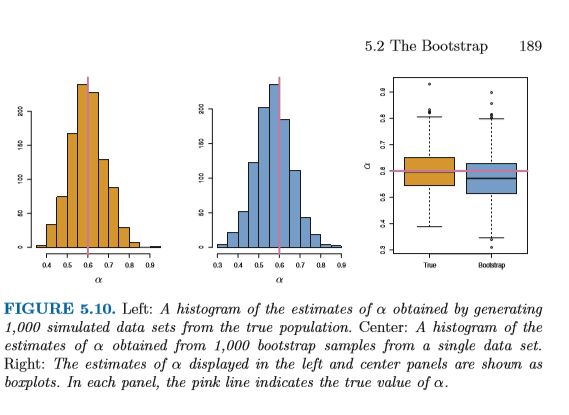 5.2 The Bootstrap 189
200
150
100
50
0
0.4 0.5 0.6 0.7 0.8 0.9
α
200
150
100
50
0
0.3 0.4 0.5 0.6 0.7 0.8 0.9
α
0.9
0.8
0.7
0.6
0.5
0.4
0.3
α
True Bootstrap
FIGURE 5.10. Left: A histogram of the estimates of α obtained by generating
1,000 simulated data sets from the true population. Center: A histogram of the
estimates of α obtained from 1,000 bootstrap samples from a single data set.
Right: The estimates of α displayed in the left and center panels are shown as
boxplots. In each panel, the pink line indicates the true value of α.